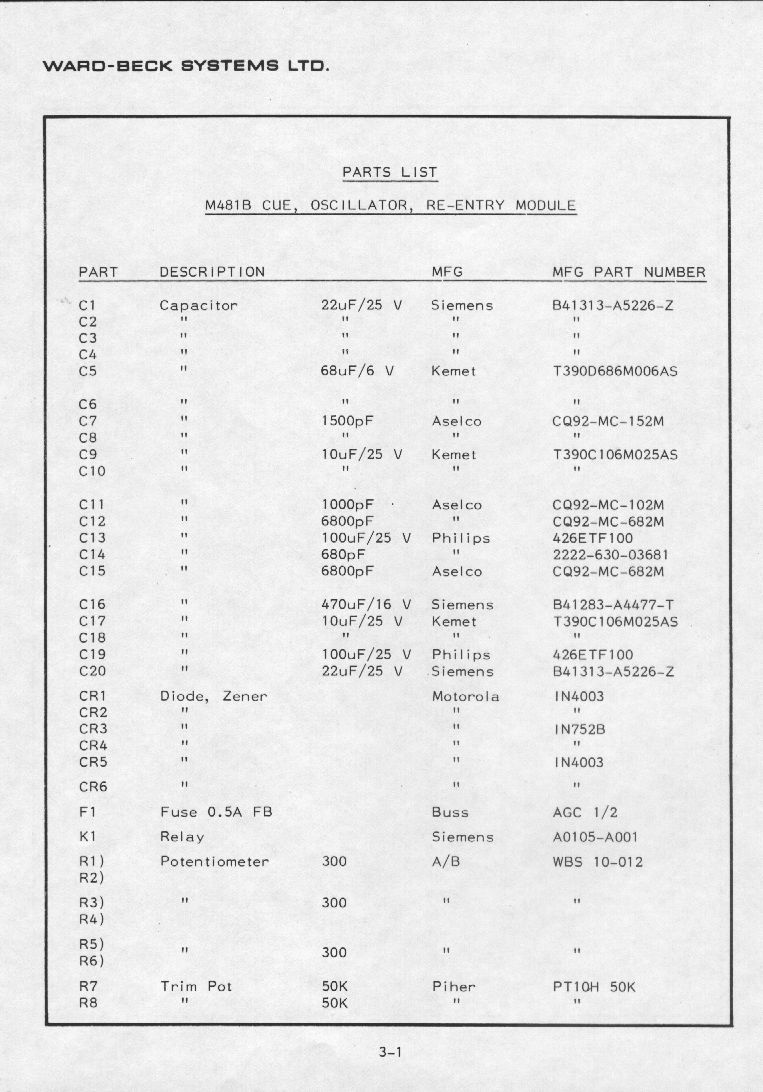 WARD-BECK SYSTEMS LTD.
PARTS LIST
M481B CUE, OSCILLATOR, RE-ENTRY MODULE
PART DESCRIPTION MFG MFG PART NUMBER
C1 Capacitor 22uF/25 V Siemens B41313-A5226-Z
C2 " " " "
C3 " " " "
C4 " " " "
C5 " 68uF/6 V Kemet T390D686M006AS
C6 " " " "
C7 " 1500pF Aselco CQ92-MC-152M
C8 " " " "
C9 " 10uF/25 V Kemet T390C106M025AS
C10 " " " "
C11 " 1000pF Aselco CQ92-MC-102M
C12 " 6800pF " CQ92-MC-682M
C13 " 100uF/25 V Philips 426ETF100
C14 " 680pF " 2222-630-03681
C15 " 6800pF Aselco CQ92-MC-682M
C16 " 470uF/16 V Siemens B41283-A4477-T
C17 " 10uF/25 V Kemet T390C106M025AS
C18 " " " "
C19 " 100uF/25 V Philips 426ETF100
C20 " 22uF/25 V Siemens B41313-A5226-Z
CR1 Diode, Zener Motorola IN4003
CR2 " " "
CR3 " " IN752B
CR4 " " "
CR5 " " IN4003
CR6 " " "
F1 Fuse 0.5A FB Buss AGC 1/2
K1 Relay Siemens A0105-A001
R1) Potentiometer 300 A/B WBS 10-012
R2)
R3) " 300 " "
R4)
R5) " 300 " "
R6)
R7 Trim Pot 50K Piher PT10H 50K
R8 " 50K " "
3-1